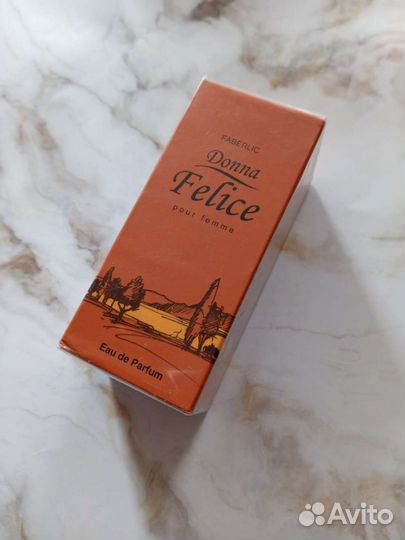 FABERLIC
Donna
Felice
pour femme
Eau de Parfum
Avito